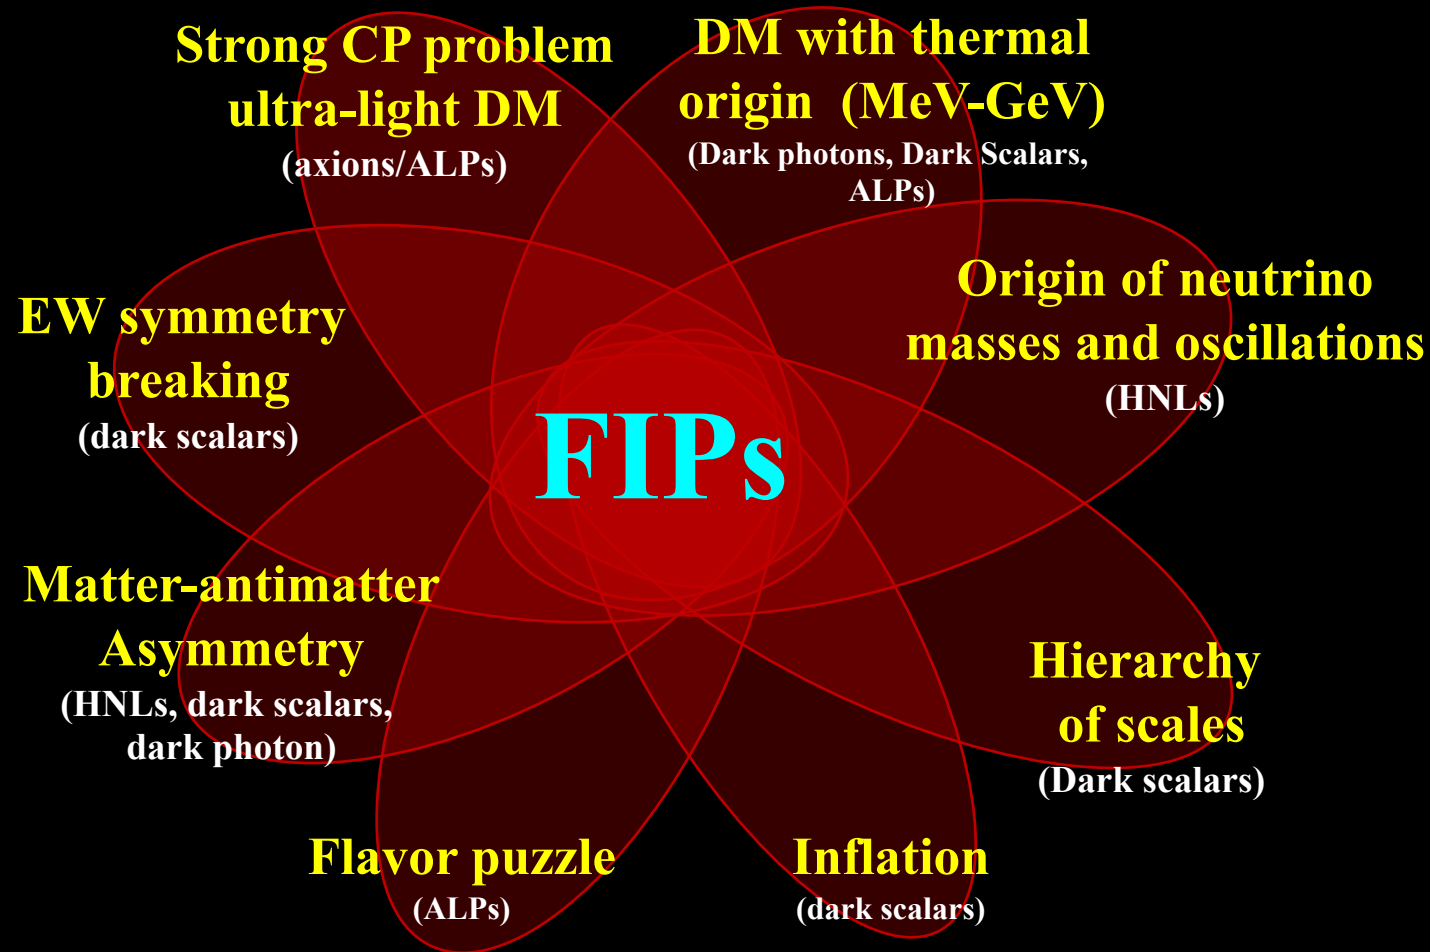 Strong CP problem
ultra-light DM
(axions/ALPs)
DM with thermal
origin (MeV-GeV)
(Dark photons, Dark Scalars,
ALPs)
Origin of neutrino
masses and oscillations
(HNLs)
EW symmetry
breaking
(dark scalars)
FIPs
Matter-antimatter
Asymmetry
(HNLs, dark scalars,
dark photon)
Hierarchy
of scales
(Dark scalars)
Flavor puzzle
(ALPs)
Inflation
(dark scalars)